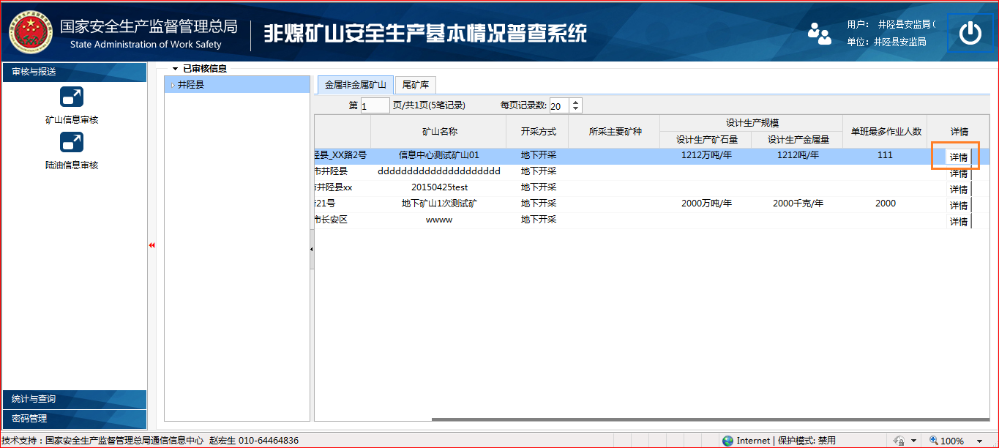 国家安全生产监督管理总局
State Administration of Work Safety
非煤矿山安全生产基本情况普查系统
用户： 井陉县安监局(
单位：井陉县安监局
审核与报送
矿山信息审核
陆油信息审核
统计与查询
密码管理
已审核信息
井陉县
金属非金属矿山 尾矿库
第 1 页/共1页(5笔记录) 每页记录数: 20
矿山名称 开采方式 所采主要矿种 设计生产规模 单班最多作业人数 详情
设计生产矿石量 设计生产金属量
陉县_XX路2号 信息中心测试矿山01 地下开采 1212万吨/年 1212吨/年 111 详情
市井陉县 ddddddddddddddddddddd 地下开采 详情
井陉县xx 20150425test 地下开采 详情
21号 地下矿山1次测试矿 地下开采 2000万吨/年 2000千克/年 2000 详情
市长安区 wwww 地下开采 详情
技术支持：国家安全生产监督管理总局通信信息中心 赵宏生 010-64464836
Internet | 保护模式: 禁用
100%